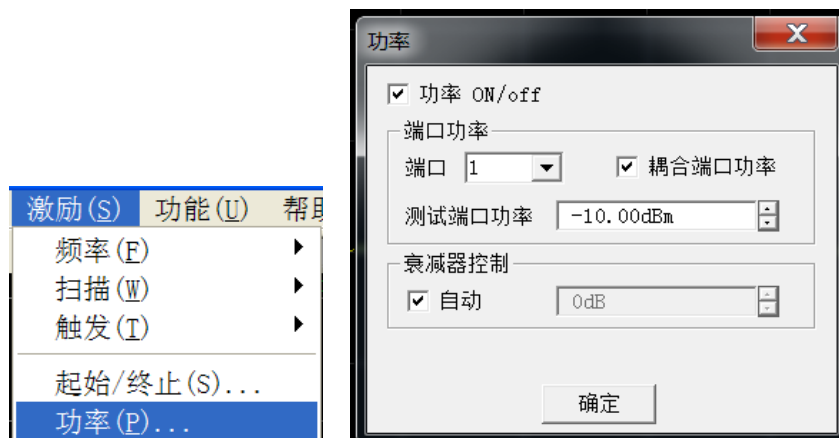 激励(S) 功能(U) 帮
频率(F)
扫描(W)
触发(T)
起始/终止(S)...
功率(P)...
功率
功率 ON/off
端口功率
端口 1 耦合端口功率
测试端口功率 -10.00dBm
衰减器控制
自动 0dB
确定